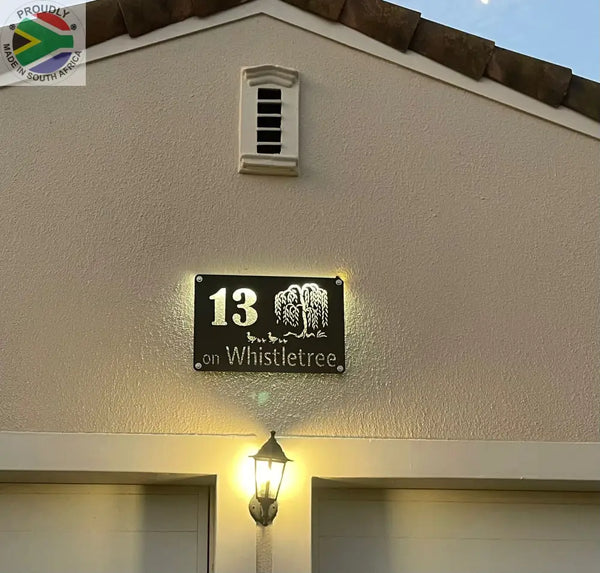 PROUDLY
MADE IN SOUTH AFRICA
13
on Whistletree